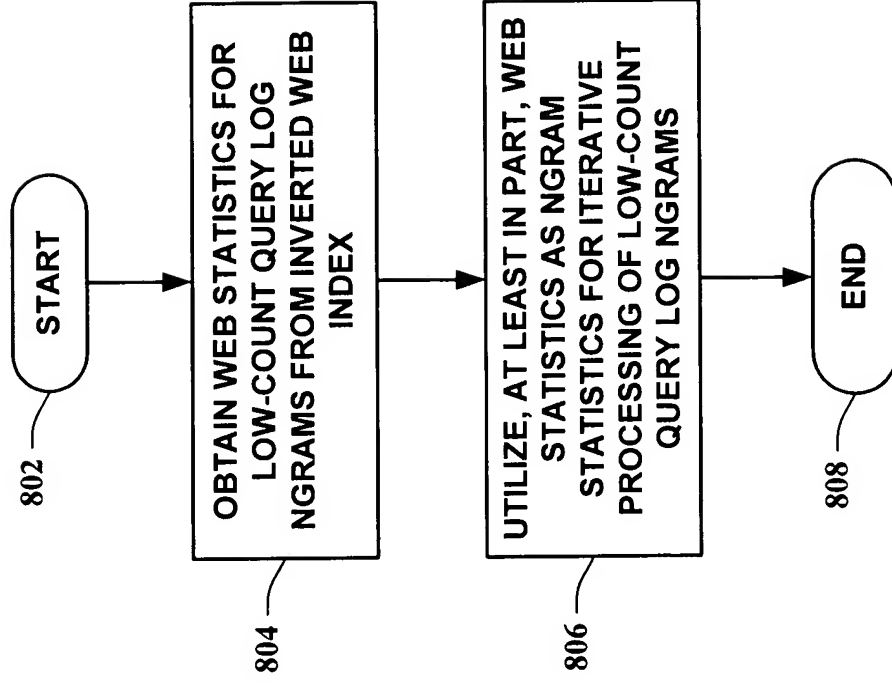 START
802
OBTAIN WEB STATISTICS FOR
LOW-COUNT QUERY LOG
NGRAMS FROM INVERTED WEB
INDEX
804
UTILIZE, AT LEAST IN PART, WEB
STATISTICS AS NGRAM
STATISTICS FOR ITERATIVE
PROCESSING OF LOW-COUNT
QUERY LOG NGRAMS
806
END
808